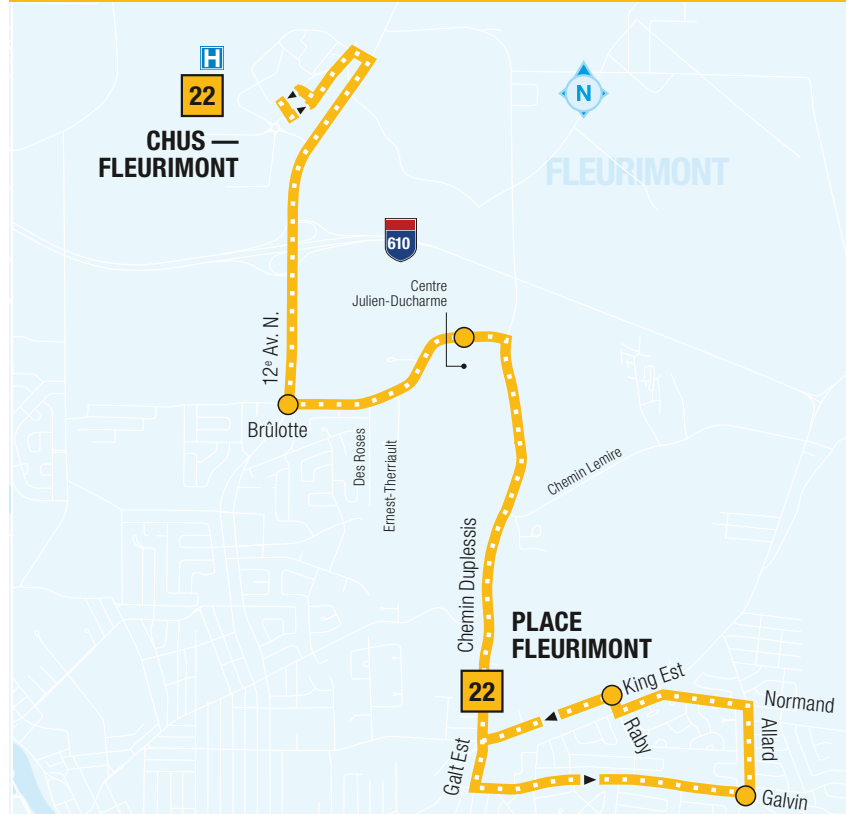 H
22
CHUS —
FLEURIMONT
N
FLEURIMONT
610
Centre
Julien-Ducharme
12e Av. N.
Brûlotte
Des Roses
Ernest-Therriault
Chemin Lemire
Chemin Duplessis
PLACE
FLEURIMONT
22
King Est
Normand
Raby
Allard
Galt Est
Galvin